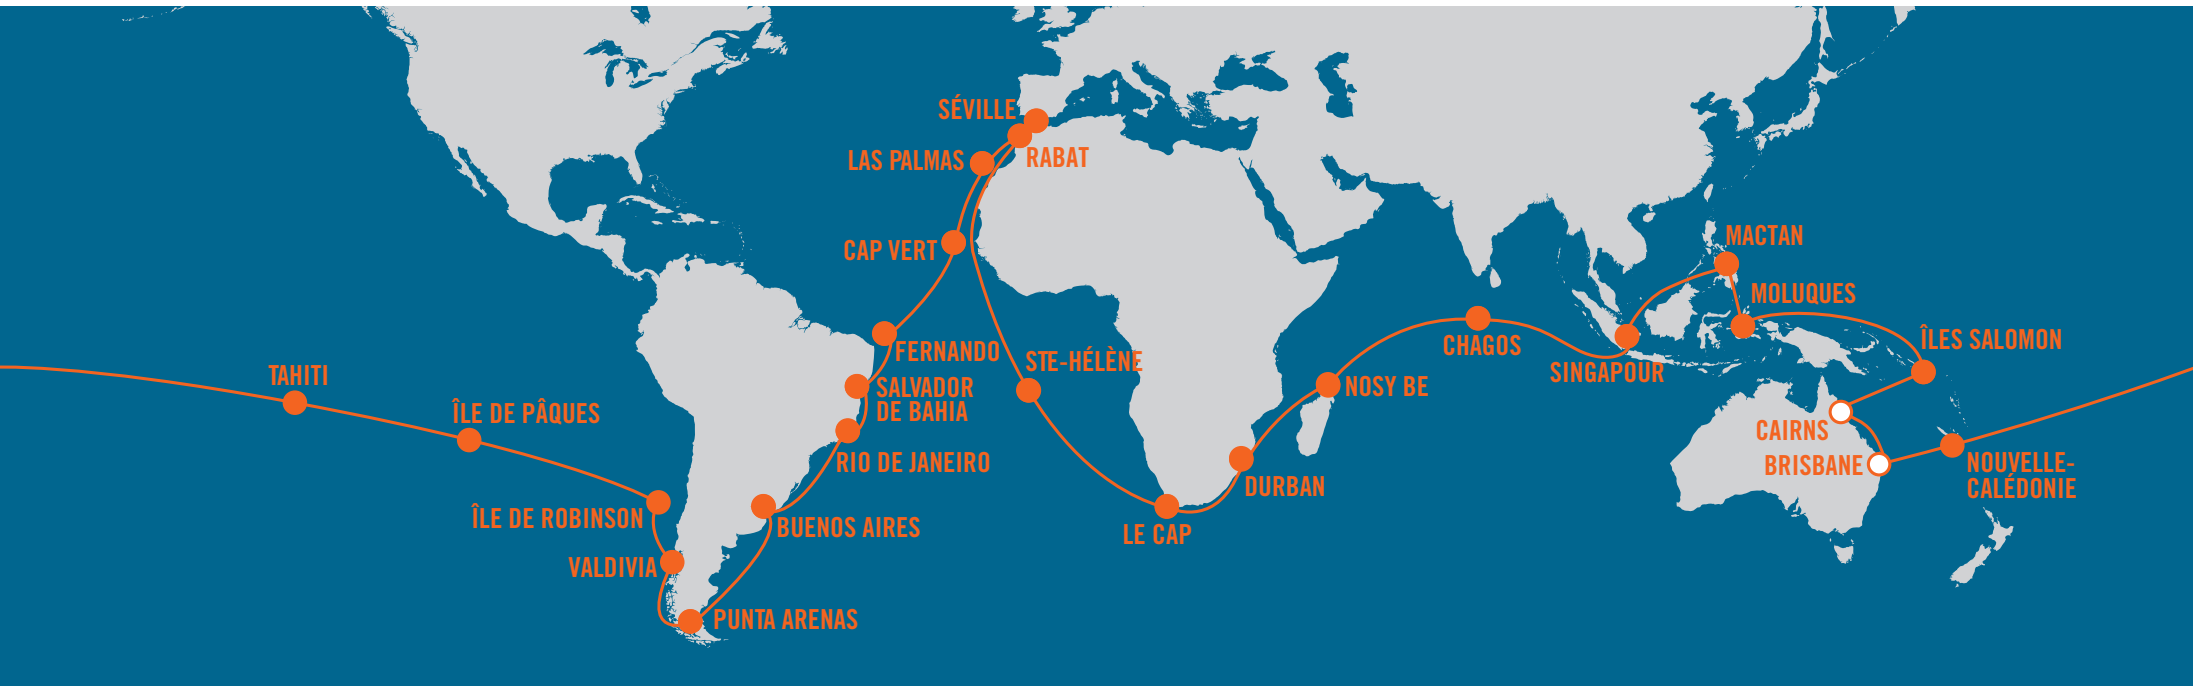 SÉVILLE
RABAT
LAS PALMAS
CAP VERT
MACTAN
MOLUQUES
ÎLES SALOMON
FERNANDO
STE-HÉLÈNE
CHAGOS
SINGAPOUR
TAHITI
SALVADOR
DE BAHIA
NOSY BE
ÎLE DE PÂQUES
CAIRNS
RIO DE JANEIRO
BRISBANE
NOUVELLE-
CALÉDONIE
DURBAN
ÎLE DE ROBINSON
BUENOS AIRES
LE CAP
VALDIVIA
PUNTA ARENAS